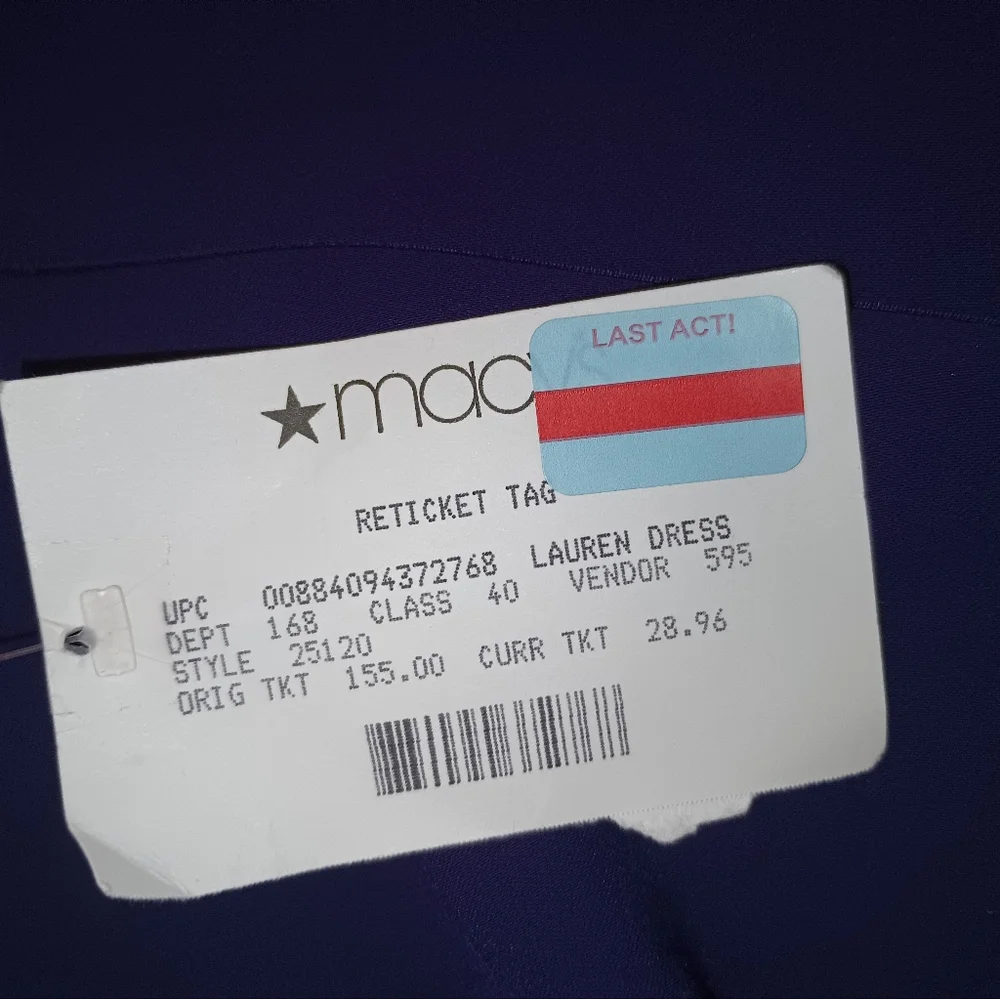 LAST ACT!
macy's
RETICKET TAG
UPC 00884094372768 LAUREN DRESS
DEPT 168 CLASS 40 VENDOR 595
STYLE 25120
ORIG TKT 155.00 CURR TKT 28.96